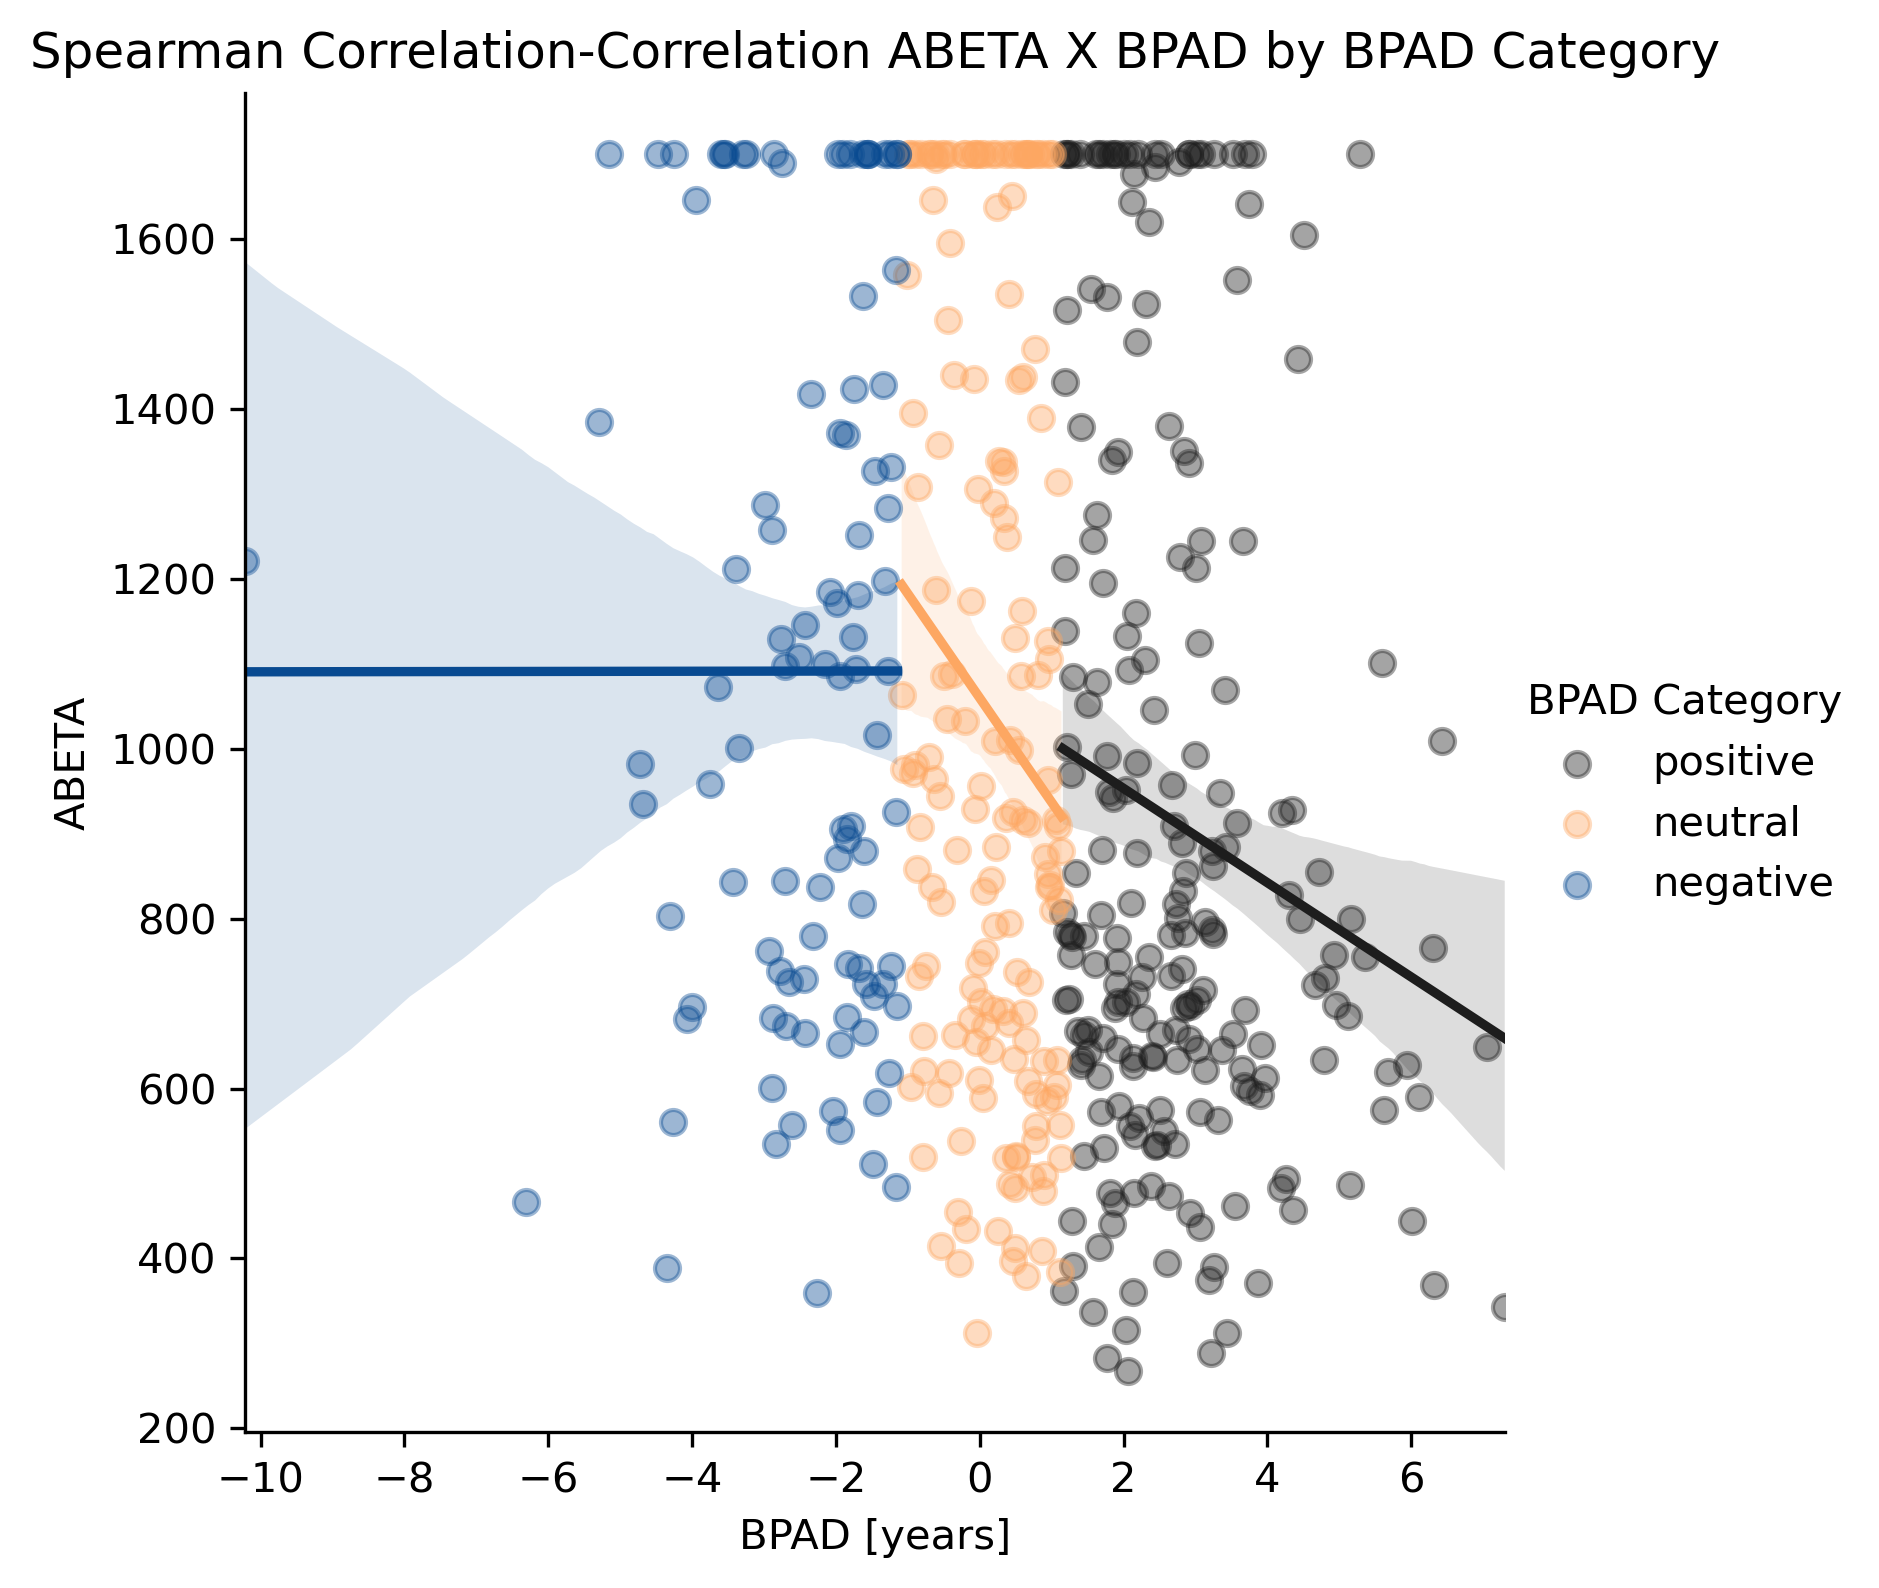 Spearman Correlation-Correlation ABETA X BPAD by BPAD Category
1600
1400
1200
1000
800
600
400
200
ABETA
−10 −8 −6 −4 −2 0 2 4 6
BPAD [years]
BPAD Category
positive
neutral
negative